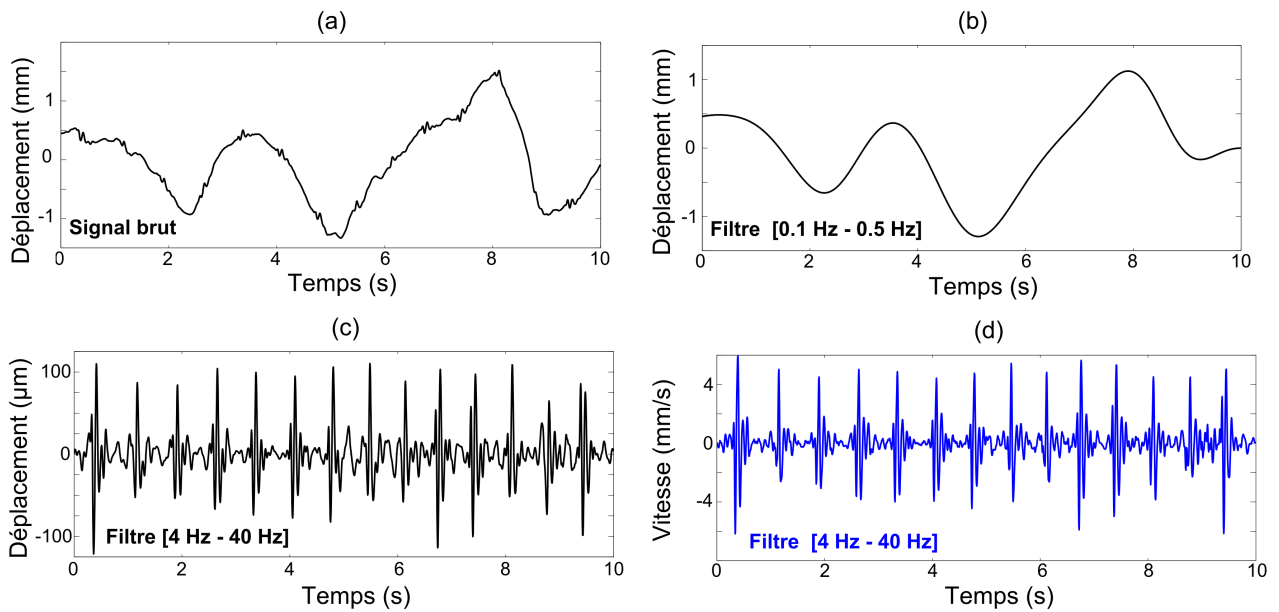 (a)
Déplacement (mm)
1
0
-1
Signal brut
0 2 4 6 8 10
Temps (s)
(b)
Déplacement (mm)
1
0
-1
Filtre [0.1 Hz - 0.5 Hz]
0 2 4 6 8 10
Temps (s)
(c)
Déplacement (µm)
100
0
-100
Filtre [4 Hz - 40 Hz]
0 2 4 6 8 10
Temps (s)
(d)
Vitesse (mm/s)
4
0
-4
Filtre [4 Hz - 40 Hz]
0 2 4 6 8 10
Temps (s)